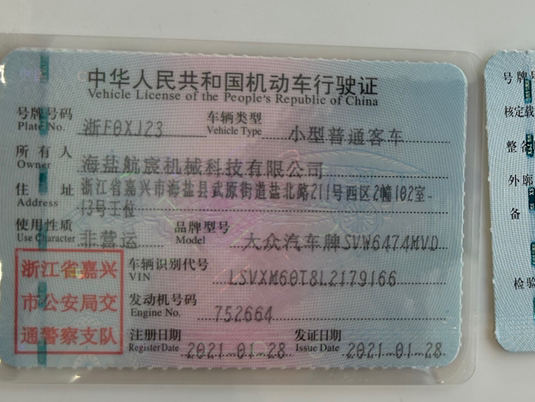 中华人民共和国机动车行驶证
Vehicle License of the People's Republic of China
号牌号码 Plate No. 浙F0XJ23 车辆类型 Vehicle Type 小型普通客车
所有人 Owner 海盐航宸机械科技有限公司
住址 Address 浙江省嘉兴市海盐县武原街道盐北路211号西区2幢102室-
13号工位
使用性质 Use Character 非营运 品牌型号 Model 大众汽车牌SVW6474MVD
浙江省嘉兴
市公安局交
通警察支队
车辆识别代号 VIN LSVXM60T8L2179166
发动机号码 Engine No. 752664
注册日期 Register Date 2021-01-28 发证日期 Issue Date 2021-01-28
号牌
核定载
整备
外廓
备
检验